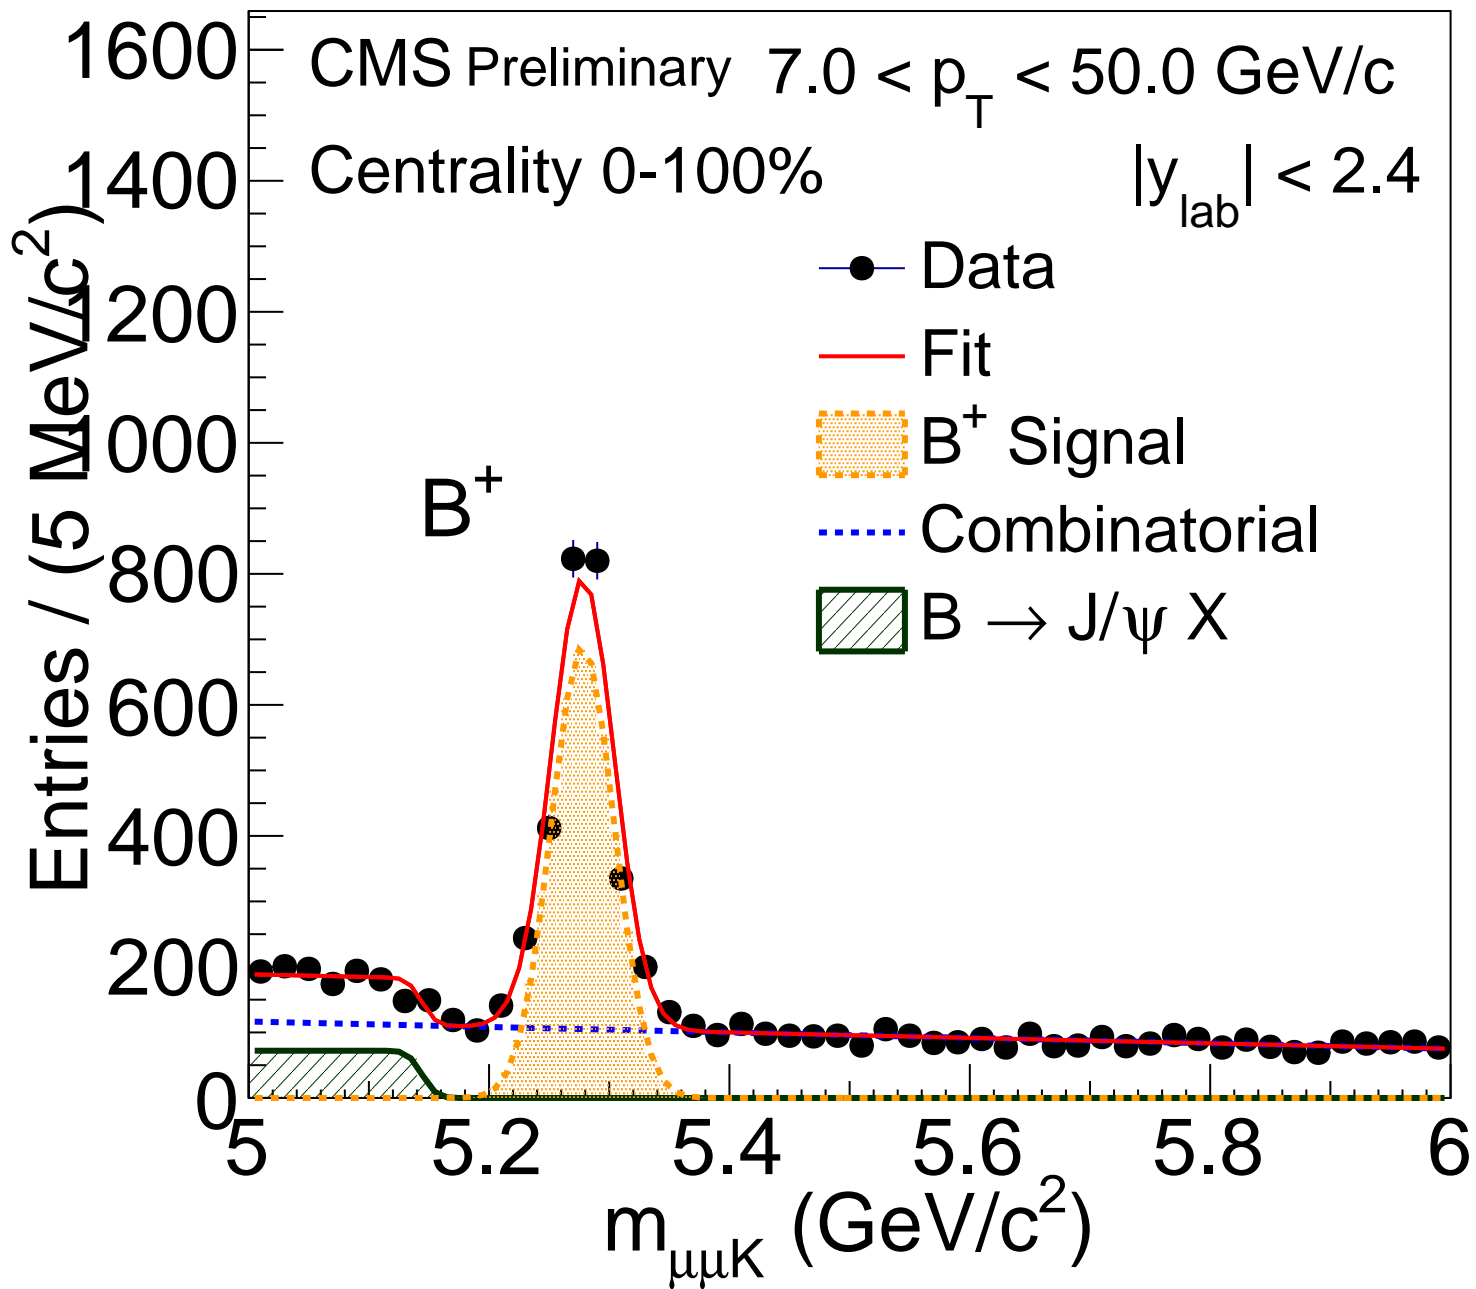 CMS Preliminary 7.0 < p_T < 50.0 GeV/c
Centrality 0-100% |y_lab| < 2.4
Data
Fit
B⁺ Signal
Combinatorial
B → J/ψ X
B⁺
Entries / (5 MeV/c²)
1600
1400
1200
1000
800
600
400
200
0
5 5.2 5.4 5.6 5.8 6
m_μμK (GeV/c²)